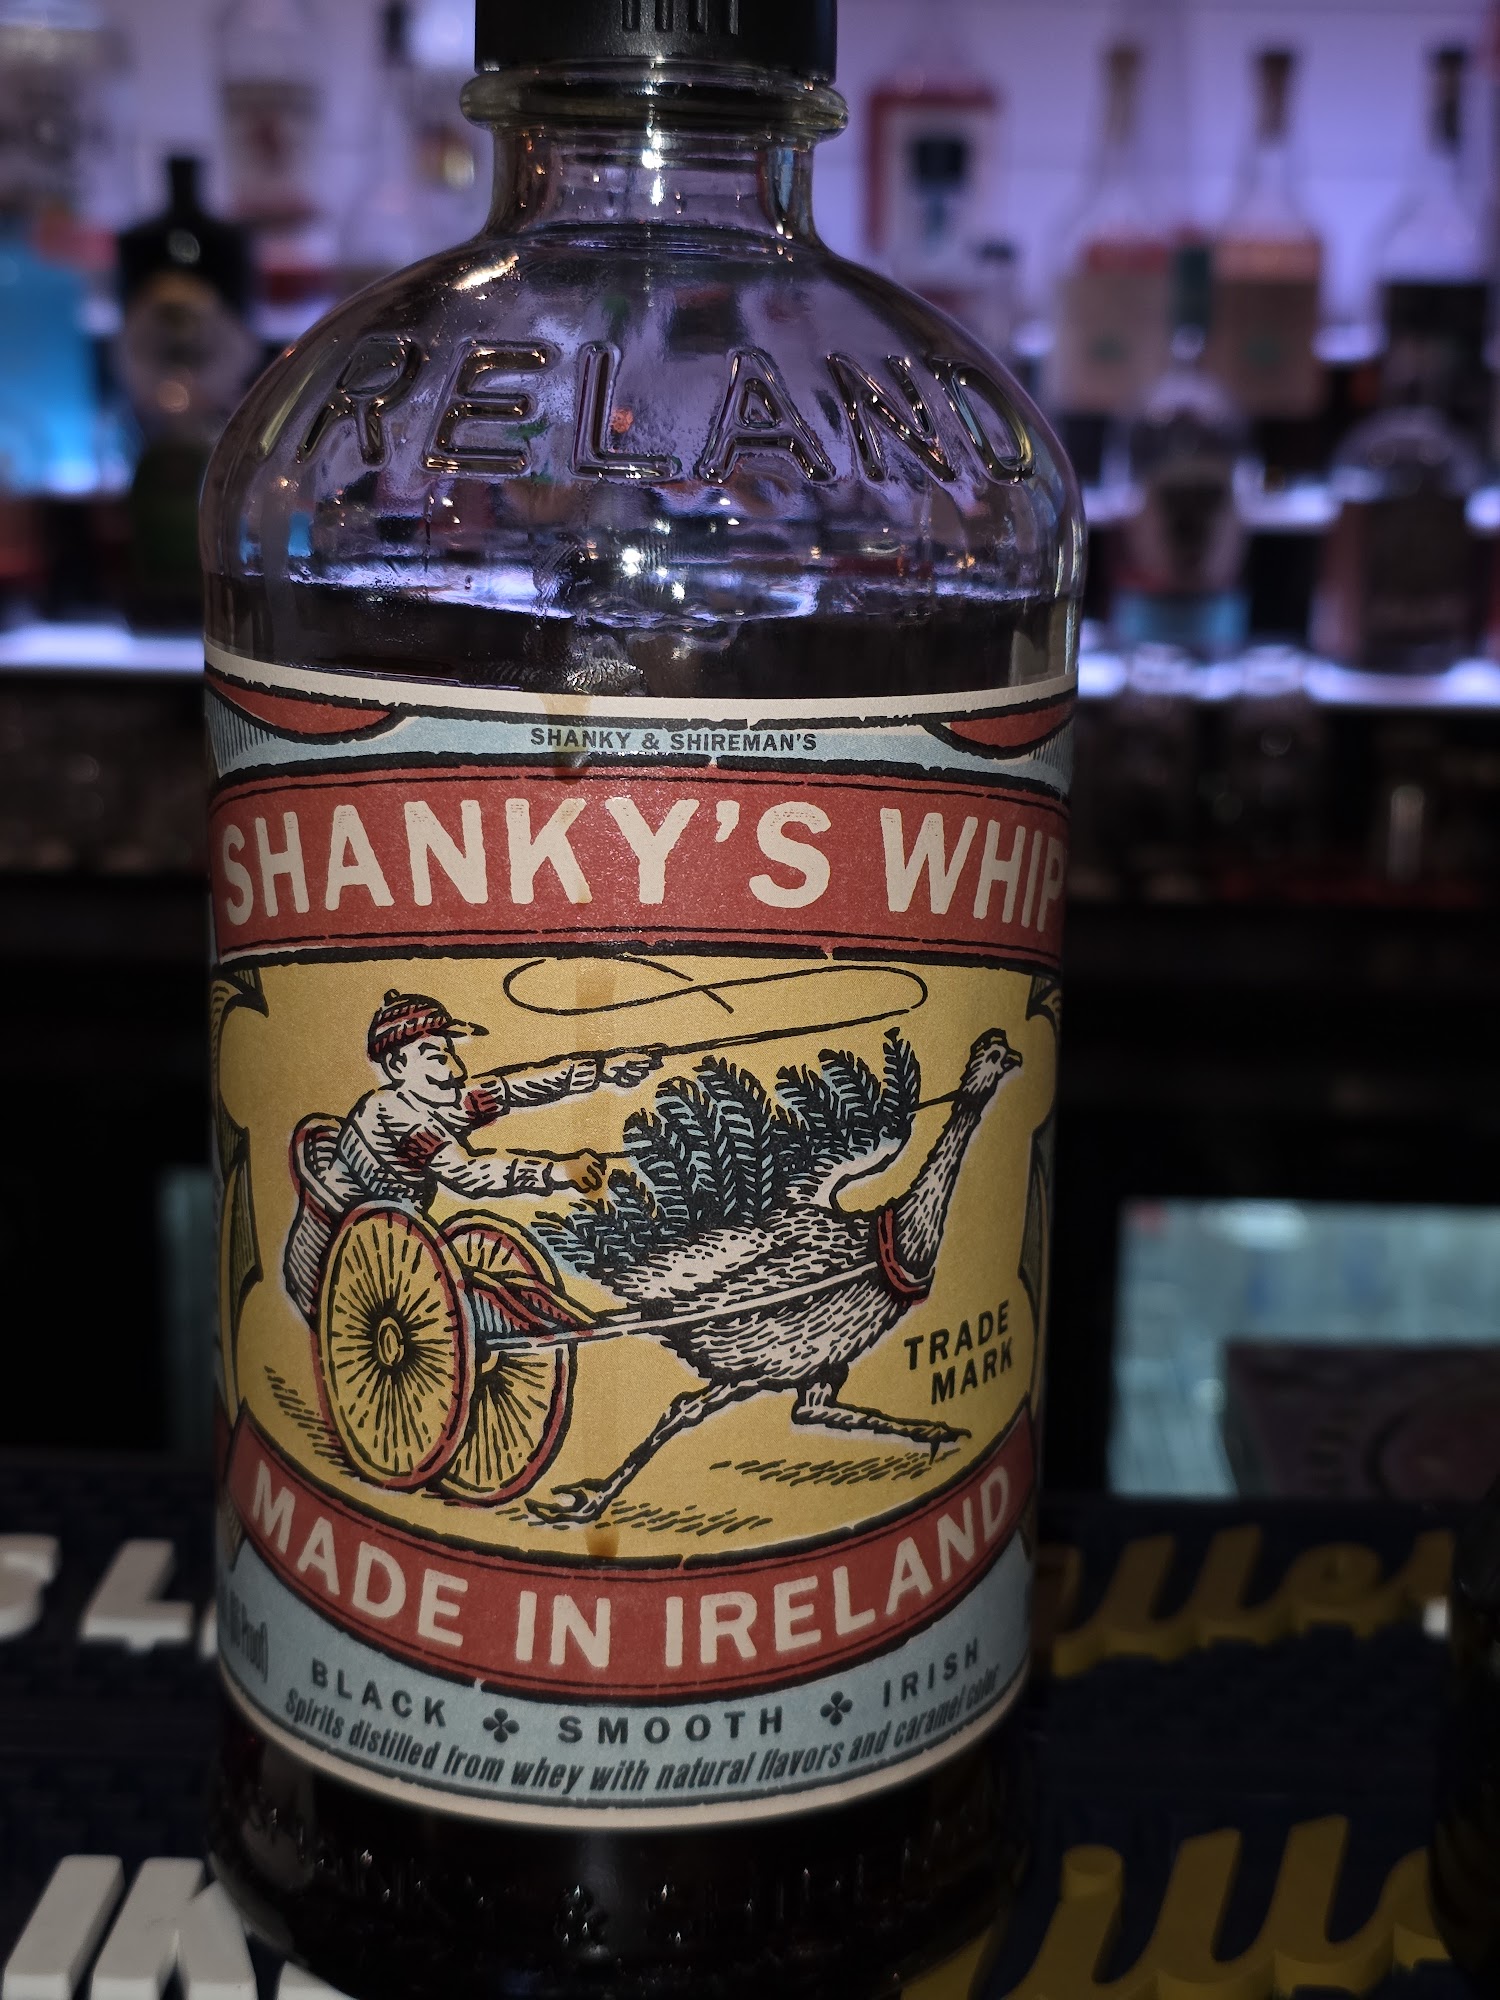 IRELAND
SHANKY & SHIREMAN'S
SHANKY'S WHIP
TRADE
MARK
MADE IN IRELAND
BLACK ♣ SMOOTH ♣ IRISH
Spirits distilled from whey with natural flavors and caramel color